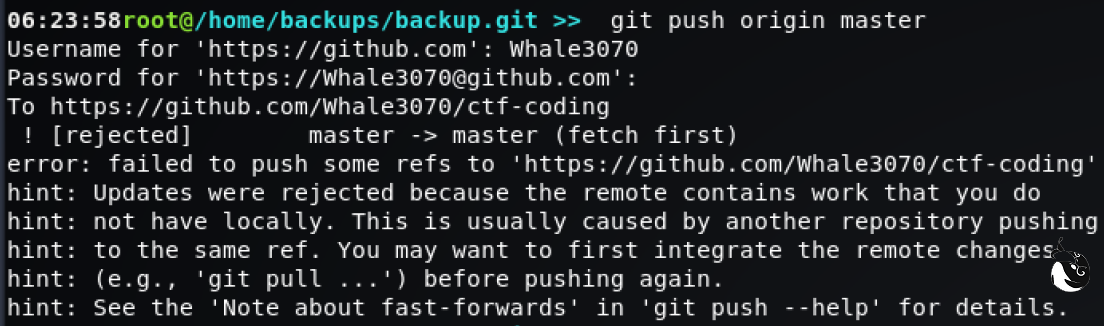 06:23:58root@/home/backups/backup.git >>  git push origin master
Username for 'https://github.com': Whale3070
Password for 'https://Whale3070@github.com':
To https://github.com/Whale3070/ctf-coding
 ! [rejected]        master -> master (fetch first)
error: failed to push some refs to 'https://github.com/Whale3070/ctf-coding'
hint: Updates were rejected because the remote contains work that you do
hint: not have locally. This is usually caused by another repository pushing
hint: to the same ref. You may want to first integrate the remote changes
hint: (e.g., 'git pull ...') before pushing again.
hint: See the 'Note about fast-forwards' in 'git push --help' for details.